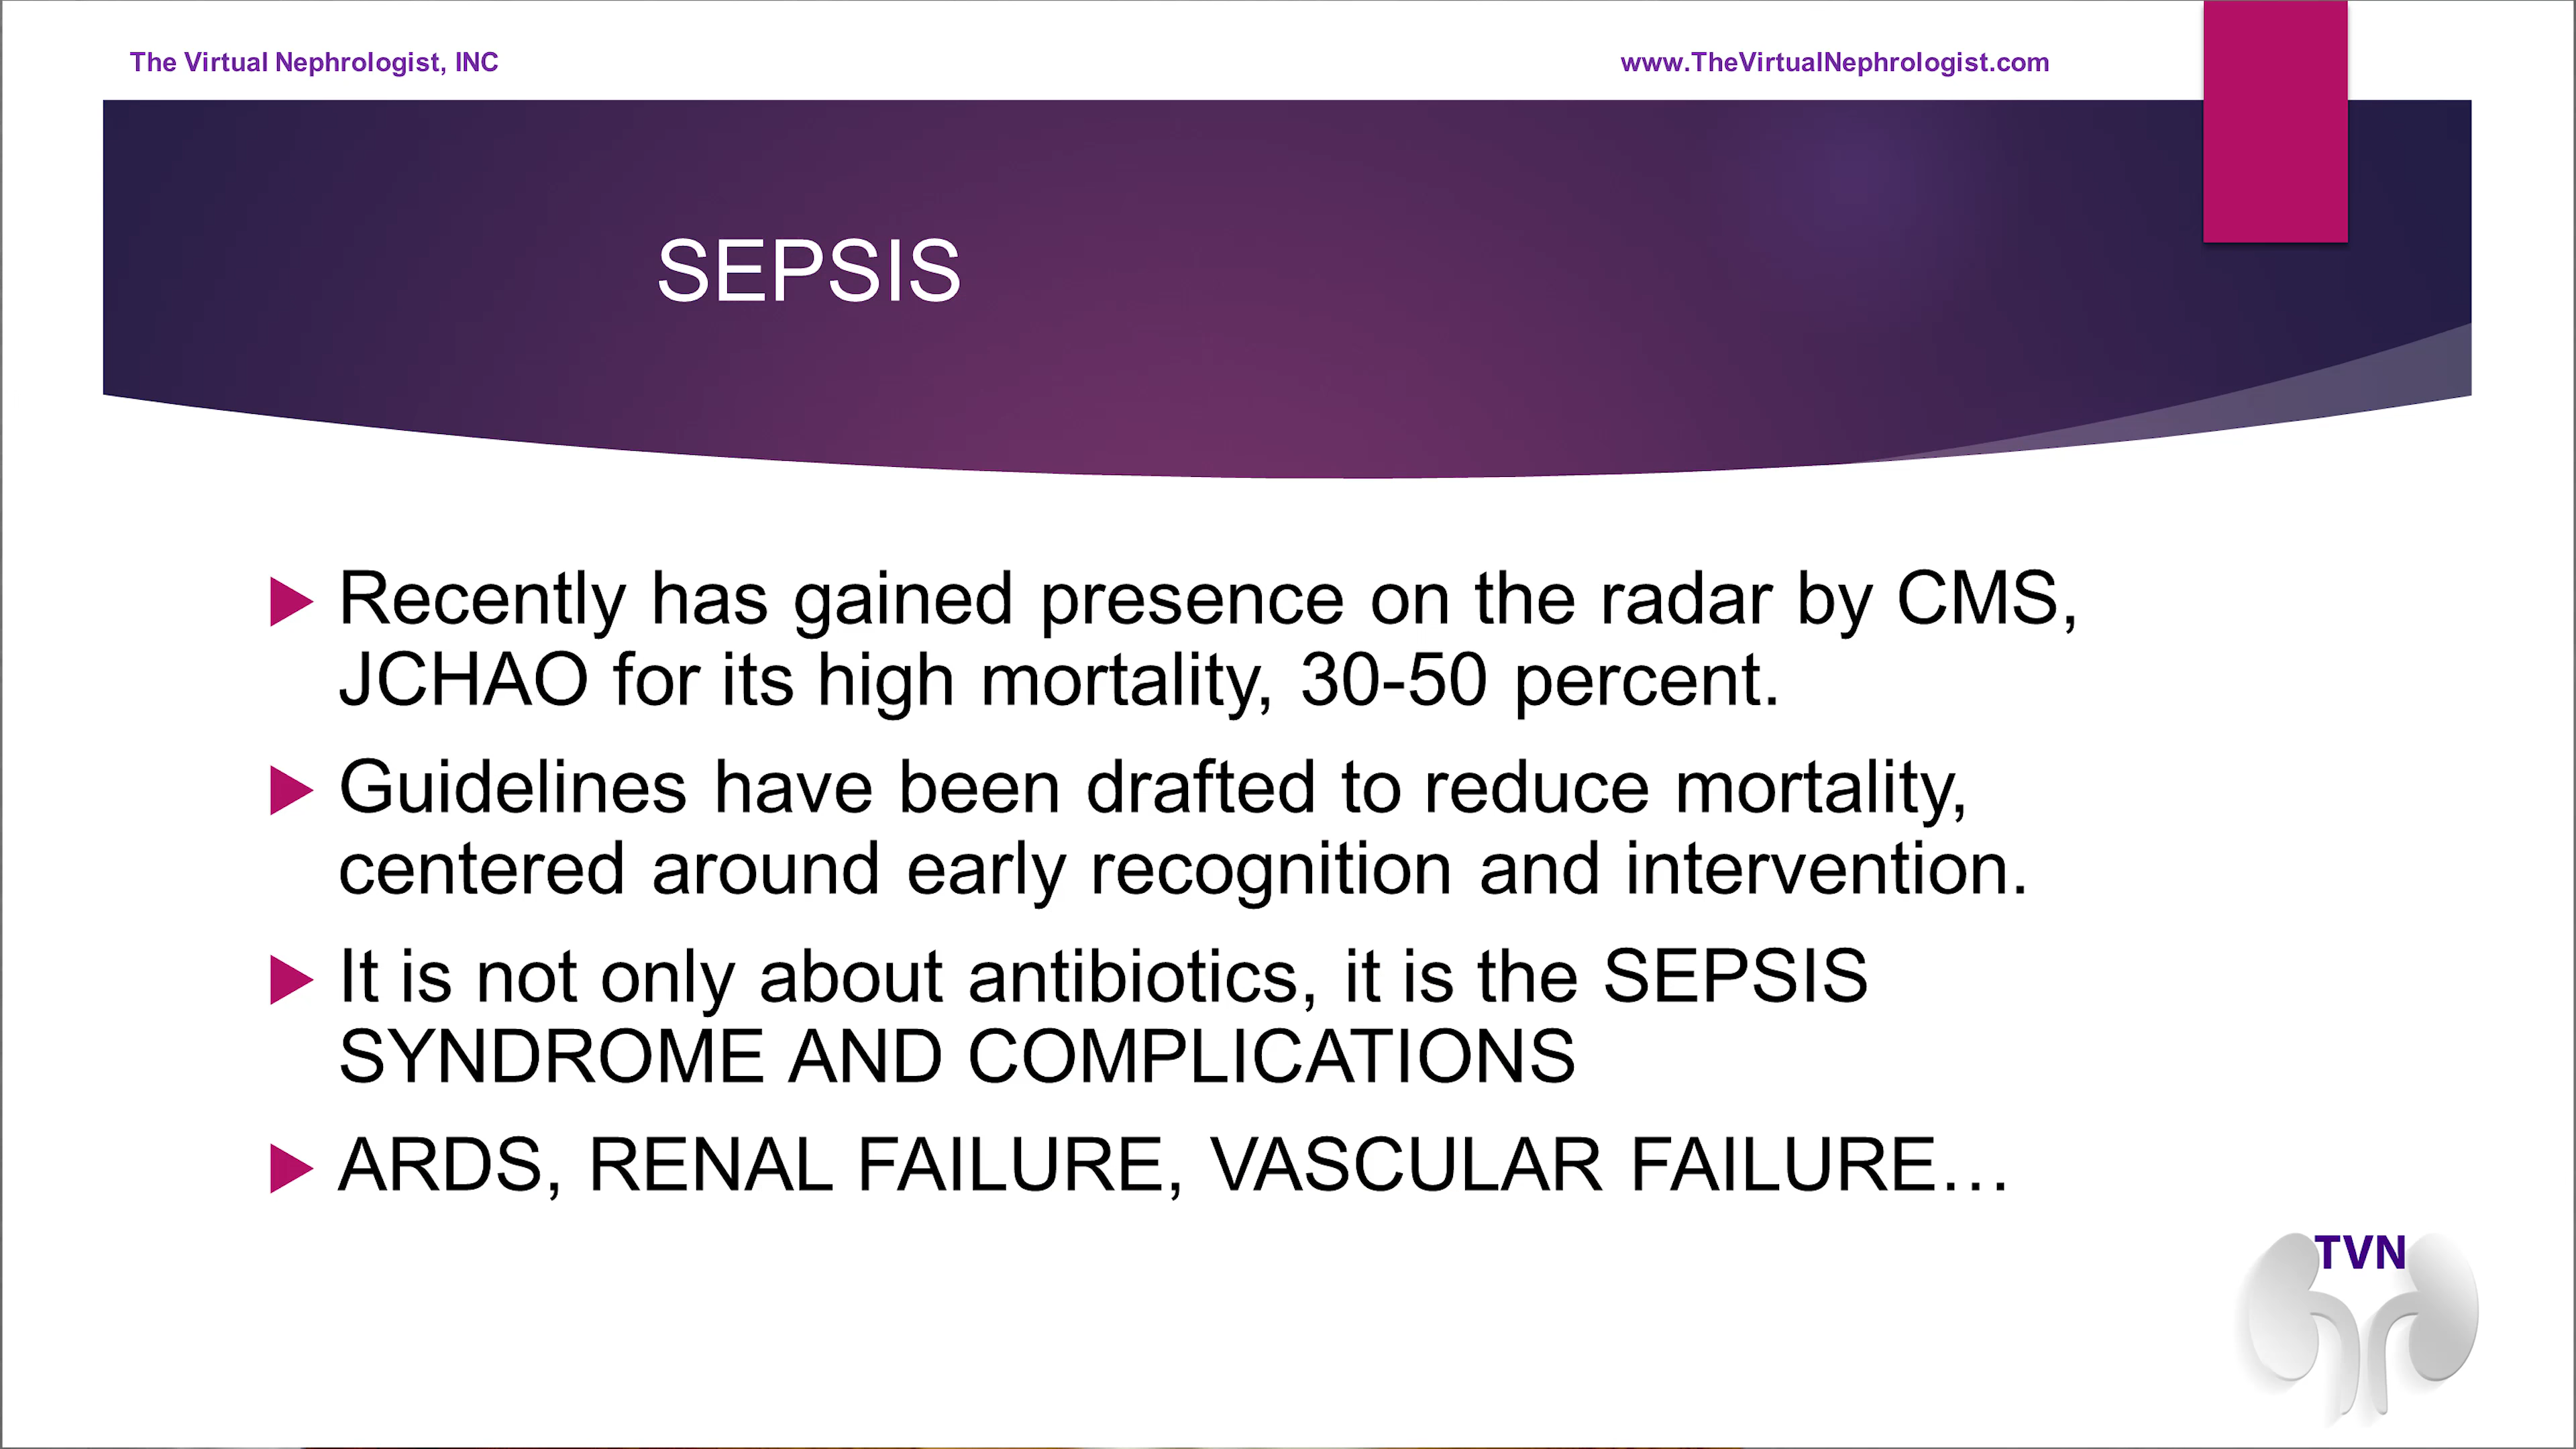 The Virtual Nephrologist, INC
www.TheVirtualNephrologist.com
SEPSIS
Recently has gained presence on the radar by CMS,
JCHAO for its high mortality, 30-50 percent.
Guidelines have been drafted to reduce mortality,
centered around early recognition and intervention.
It is not only about antibiotics, it is the SEPSIS
SYNDROME AND COMPLICATIONS
ARDS, RENAL FAILURE, VASCULAR FAILURE…
TVN